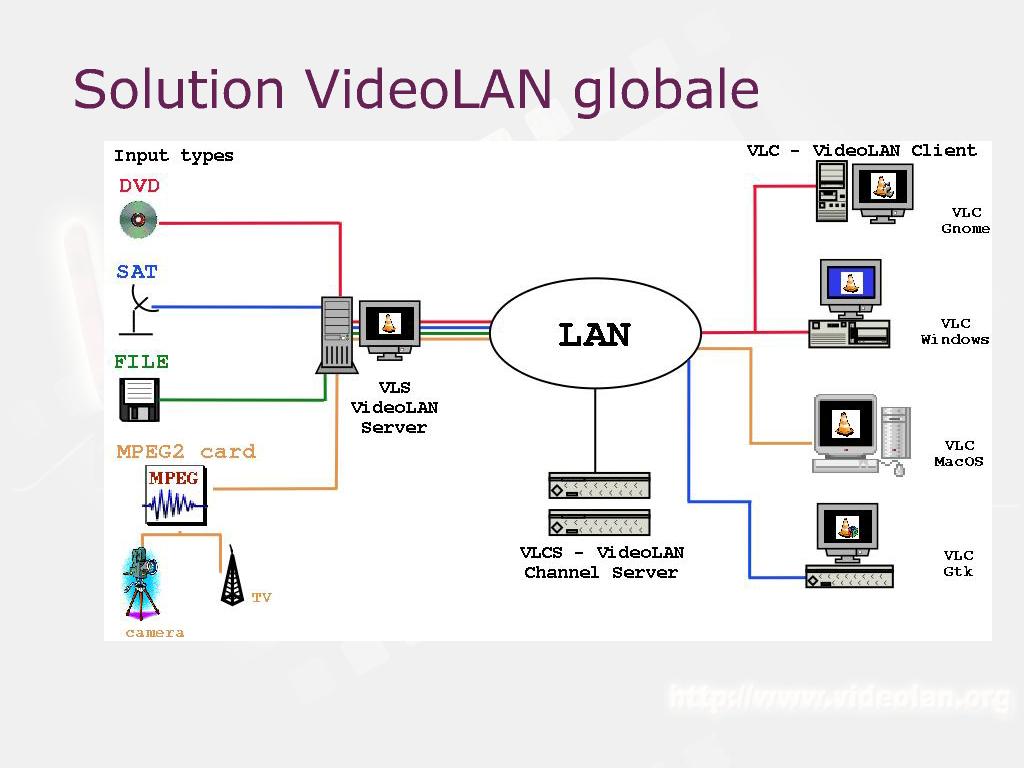 Solution VideoLAN globale
Input types
DVD
SAT
FILE
MPEG2 card
MPEG
camera
TV
VLS
VideoLAN
Server
LAN
VLCS - VideoLAN
Channel Server
VLC - VideoLAN Client
VLC
Gnome
VLC
Windows
VLC
MacOS
VLC
Gtk
http://www.videolan.org